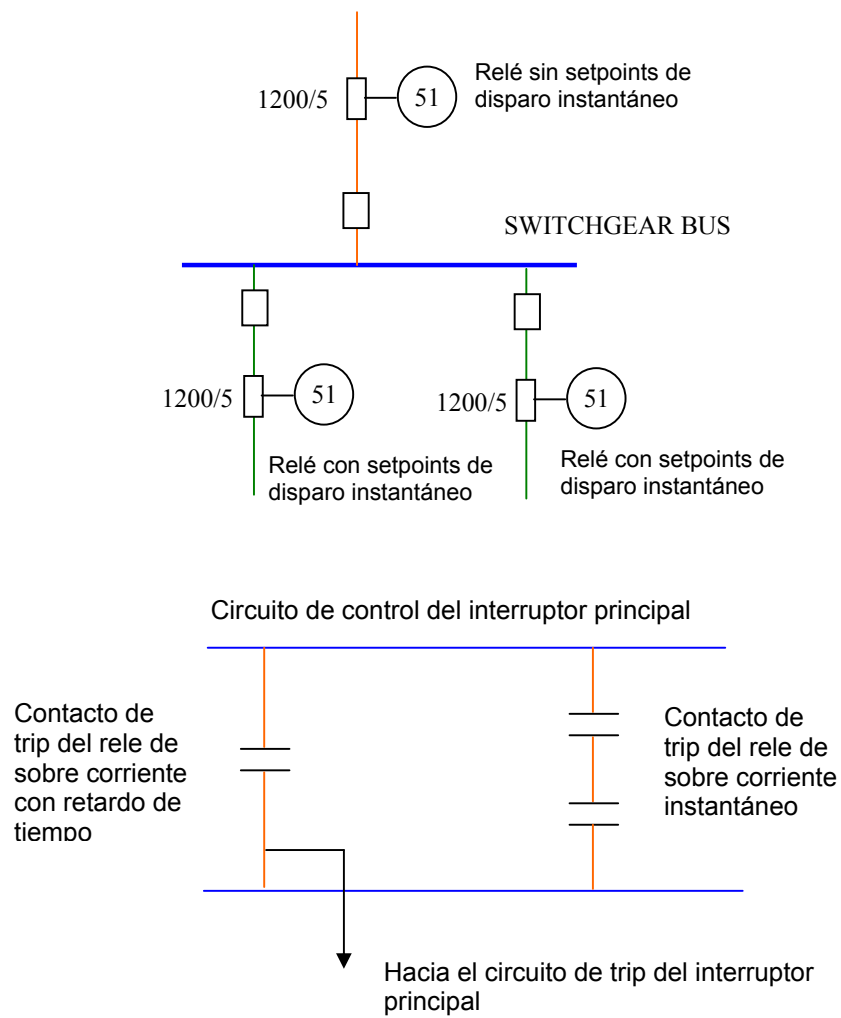 Relé sin setpoints de
disparo instantáneo
1200/5
51
SWITCHGEAR BUS
1200/5
51
1200/5
51
Relé con setpoints de
disparo instantáneo
Relé con setpoints de
disparo instantáneo
Circuito de control del interruptor principal
Contacto de
trip del rele de
sobre corriente
con retardo de
tiempo
Contacto de
trip del rele de
sobre corriente
instantáneo
Hacia el circuito de trip del interruptor
principal